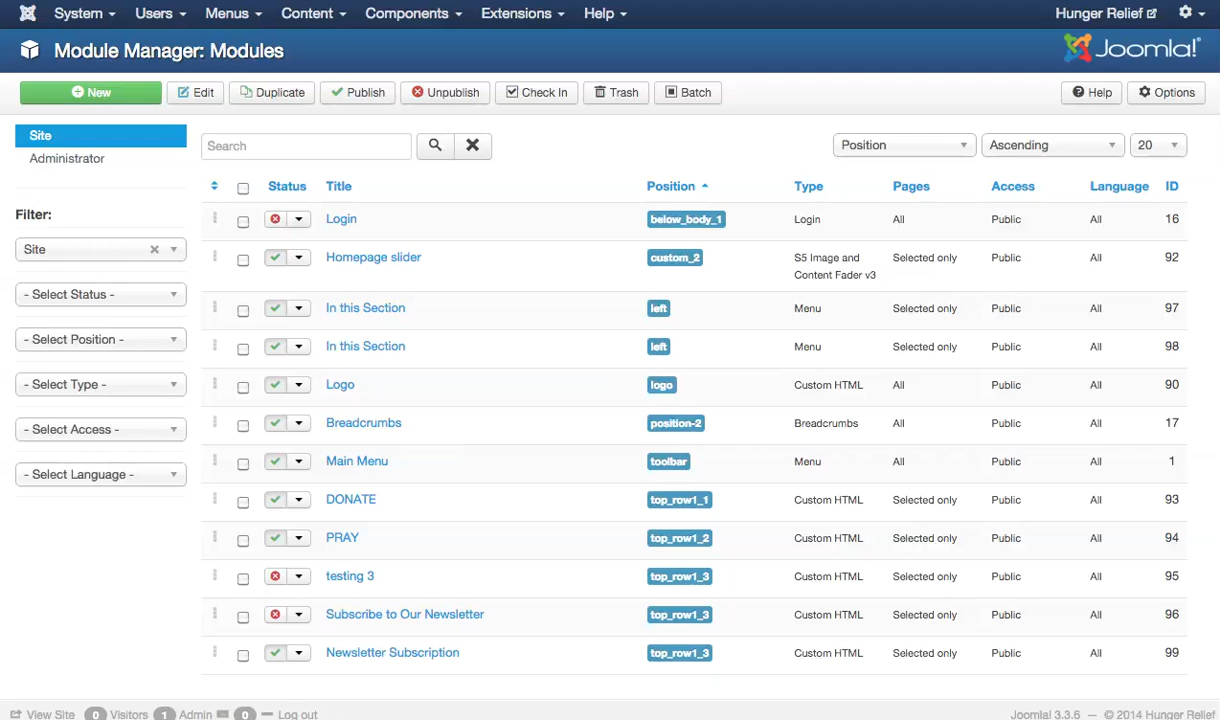 System Users Menus Content Components Extensions Help Hunger Relief
Module Manager: Modules Joomla!®
New Edit Duplicate Publish Unpublish Check In Trash Batch Help Options
Site
Administrator
Filter:
Site
- Select Status -
- Select Position -
- Select Type -
- Select Access -
- Select Language -
Search Position Ascending 20
Status Title Position Type Pages Access Language ID
Login below_body_1 Login All Public All 16
Homepage slider custom_2 S5 Image and Content Fader v3 Selected only Public All 92
In this Section left Menu Selected only Public All 97
In this Section left Menu Selected only Public All 98
Logo logo Custom HTML All Public All 90
Breadcrumbs position-2 Breadcrumbs All Public All 17
Main Menu toolbar Menu All Public All 1
DONATE top_row1_1 Custom HTML Selected only Public All 93
PRAY top_row1_2 Custom HTML Selected only Public All 94
testing 3 top_row1_3 Custom HTML Selected only Public All 95
Subscribe to Our Newsletter top_row1_3 Custom HTML Selected only Public All 96
Newsletter Subscription top_row1_3 Custom HTML Selected only Public All 99
View Site 0 Visitors 1 Admin 0 Log out Joomla! 3.3.6 — © 2014 Hunger Relief